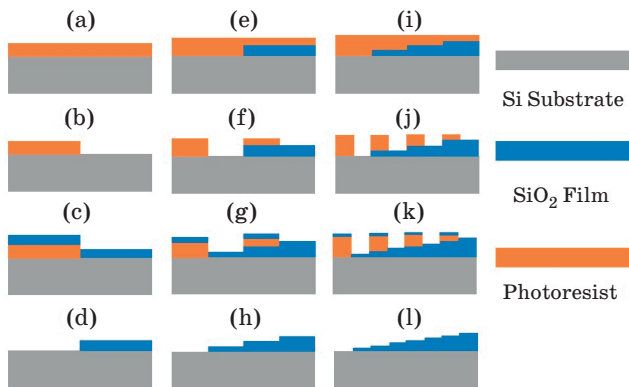 (a)
(e)
(i)
Si Substrate
(b)
(f)
(j)
SiO₂ Film
(c)
(g)
(k)
Photoresist
(d)
(h)
(l)